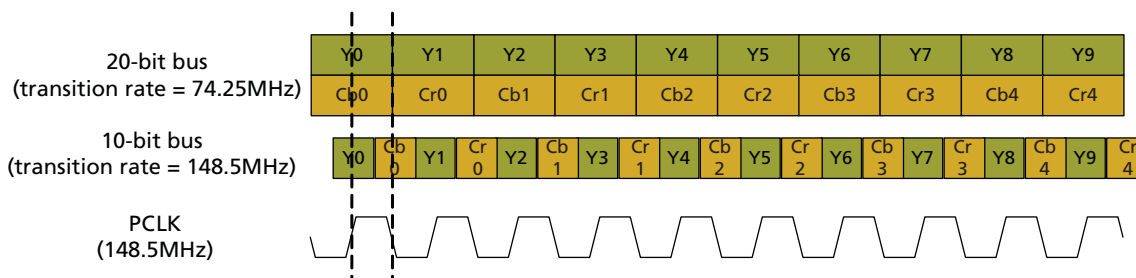 20-bit bus
(transition rate = 74.25MHz)
Y0 Y1 Y2 Y3 Y4 Y5 Y6 Y7 Y8 Y9
Cb0 Cr0 Cb1 Cr1 Cb2 Cr2 Cb3 Cr3 Cb4 Cr4
10-bit bus
(transition rate = 148.5MHz)
Y0 Cb 0 Y1 Cr 0 Y2 Cb 1 Y3 Cr 1 Y4 Cb 2 Y5 Cr 2 Y6 Cb 3 Y7 Cr 3 Y8 Cb 4 Y9 Cr 4
PCLK
(148.5MHz)